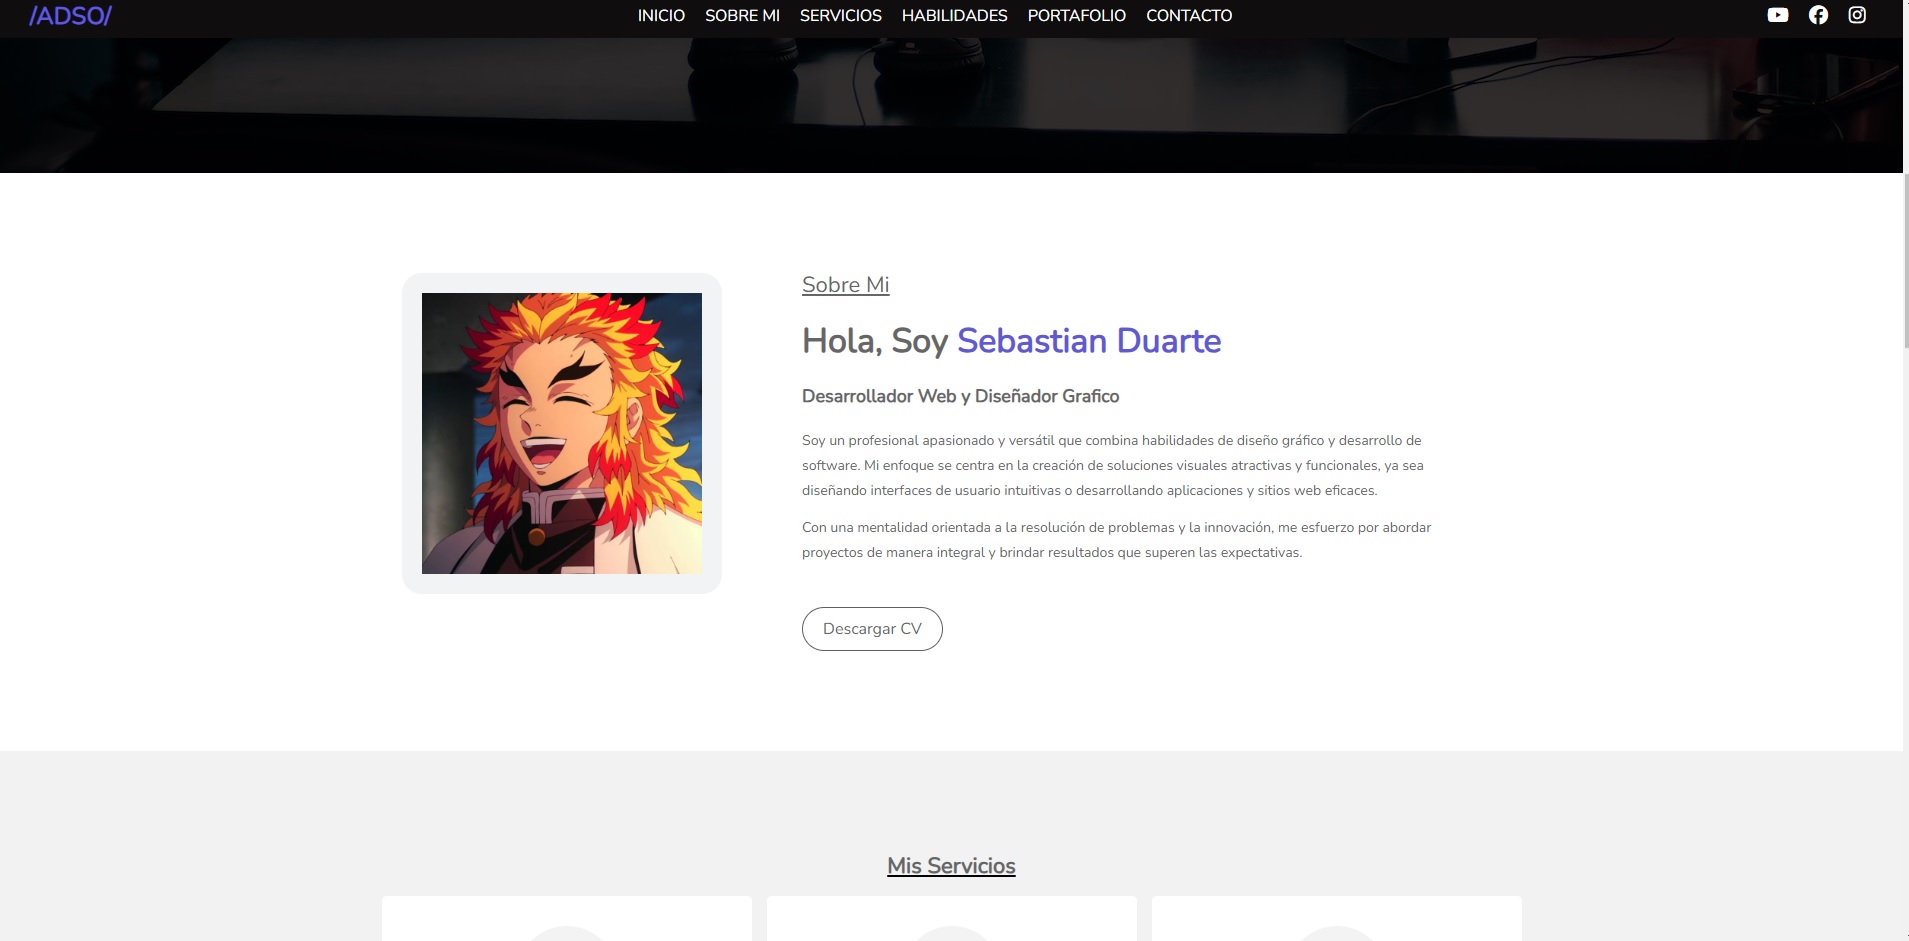 /ADSO/
INICIO SOBRE MI SERVICIOS HABILIDADES PORTAFOLIO CONTACTO
Sobre Mi
Hola, Soy Sebastian Duarte
Desarrollador Web y Diseñador Grafico
Soy un profesional apasionado y versátil que combina habilidades de diseño gráfico y desarrollo de
software. Mi enfoque se centra en la creación de soluciones visuales atractivas y funcionales, ya sea
diseñando interfaces de usuario intuitivas o desarrollando aplicaciones y sitios web eficaces.
Con una mentalidad orientada a la resolución de problemas y la innovación, me esfuerzo por abordar
proyectos de manera integral y brindar resultados que superen las expectativas.
Descargar CV
Mis Servicios